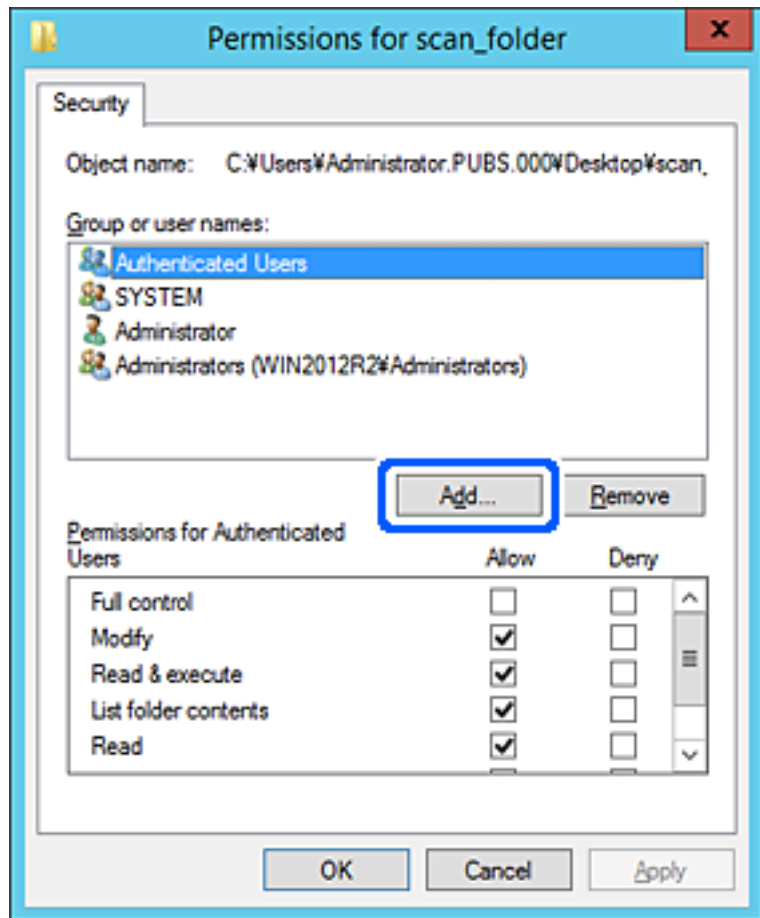 Permissions for scan_folder
Security
Object name: C:¥Users¥Administrator.PUBS.000¥Desktop¥scan_
Group or user names:
Authenticated Users
SYSTEM
Administrator
Administrators (WIN2012R2¥Administrators)
Add... Remove
Permissions for Authenticated
Users Allow Deny
Full control
Modify
Read & execute
List folder contents
Read
OK Cancel Apply